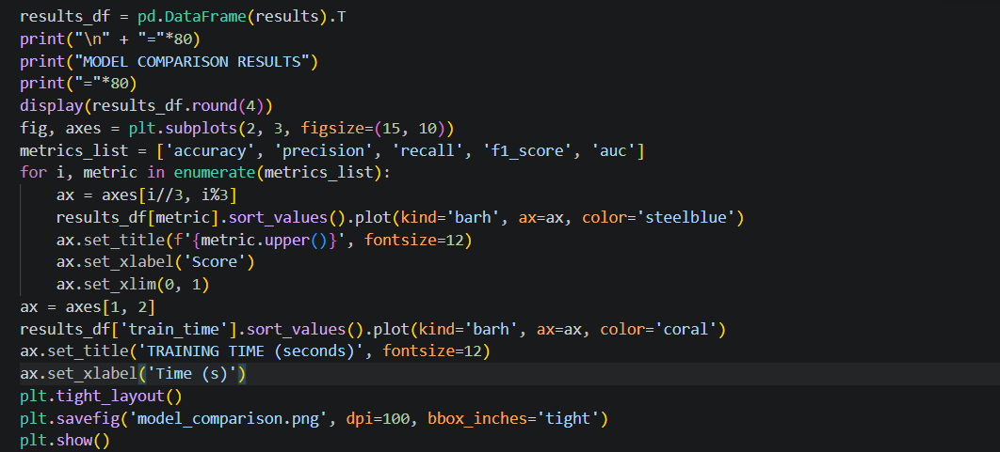 results_df = pd.DataFrame(results).T
print("\n" + "="*80)
print("MODEL COMPARISON RESULTS")
print("="*80)
display(results_df.round(4))
fig, axes = plt.subplots(2, 3, figsize=(15, 10))
metrics_list = ['accuracy', 'precision', 'recall', 'f1_score', 'auc']
for i, metric in enumerate(metrics_list):
    ax = axes[i//3, i%3]
    results_df[metric].sort_values().plot(kind='barh', ax=ax, color='steelblue')
    ax.set_title(f'{metric.upper()}', fontsize=12)
    ax.set_xlabel('Score')
    ax.set_xlim(0, 1)
ax = axes[1, 2]
results_df['train_time'].sort_values().plot(kind='barh', ax=ax, color='coral')
ax.set_title('TRAINING TIME (seconds)', fontsize=12)
ax.set_xlabel('Time (s)')
plt.tight_layout()
plt.savefig('model_comparison.png', dpi=100, bbox_inches='tight')
plt.show()